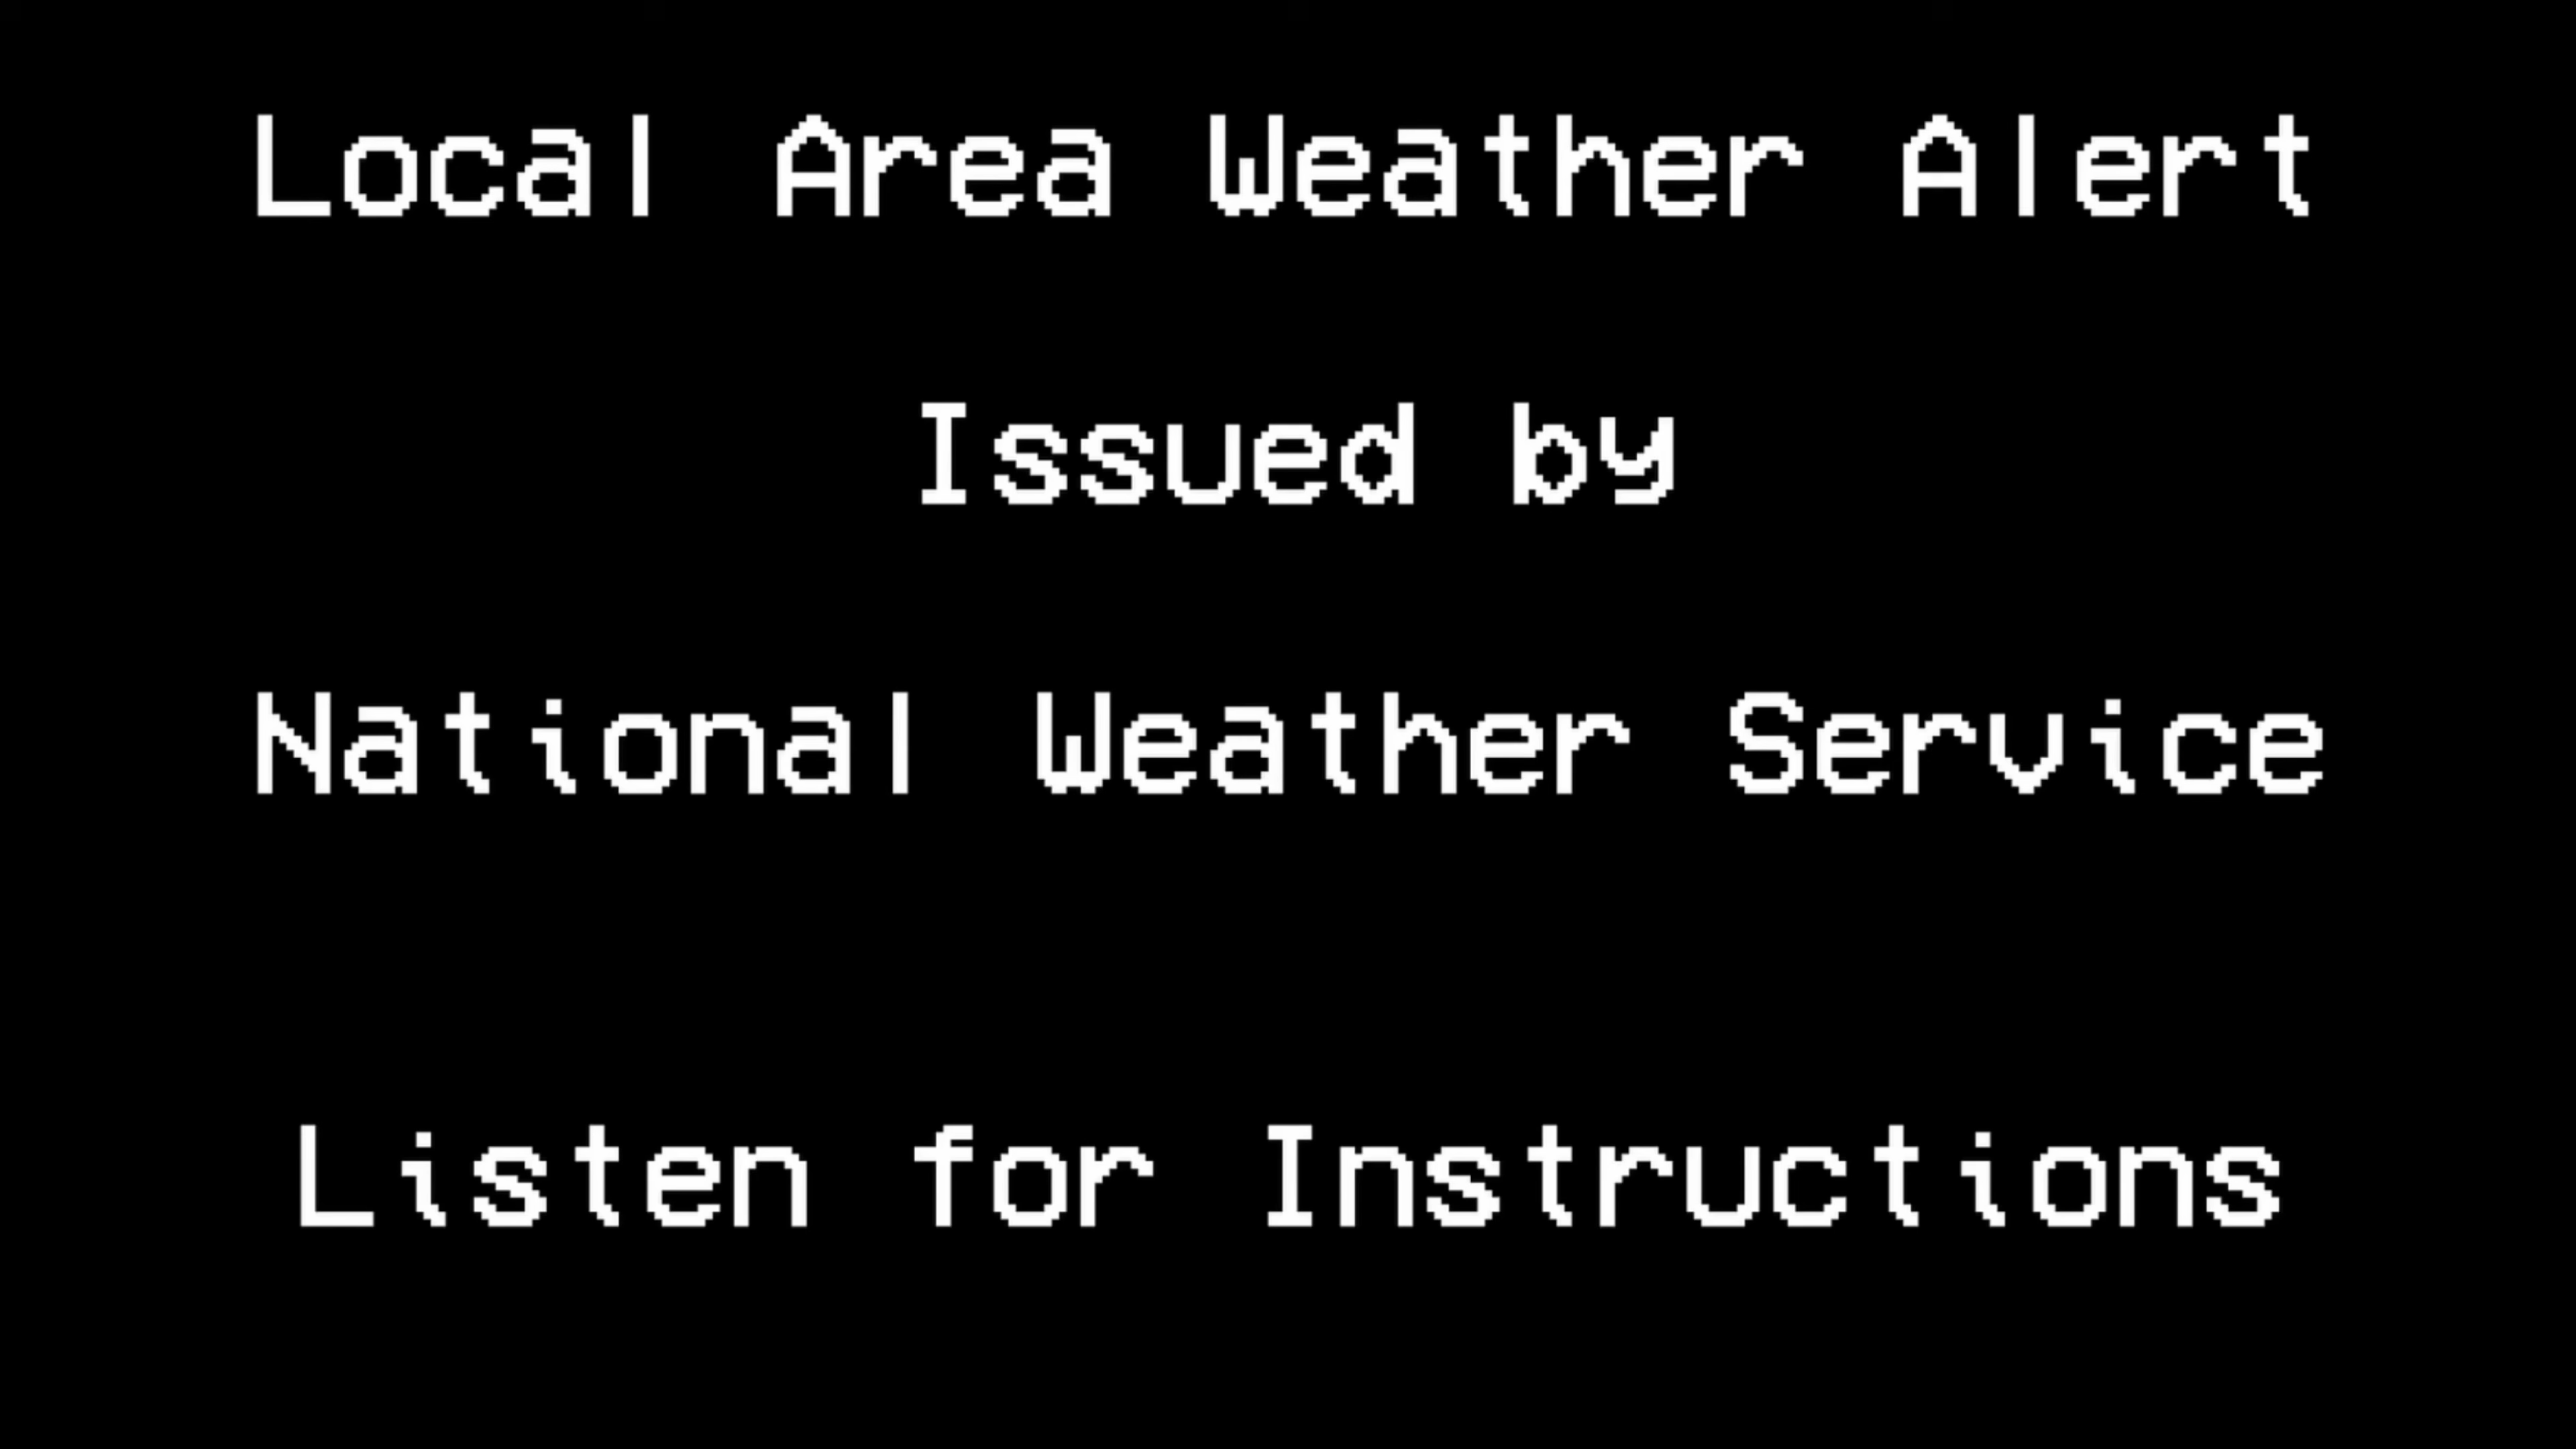 Local Area Weather Alert
Issued by
National Weather Service
Listen for Instructions